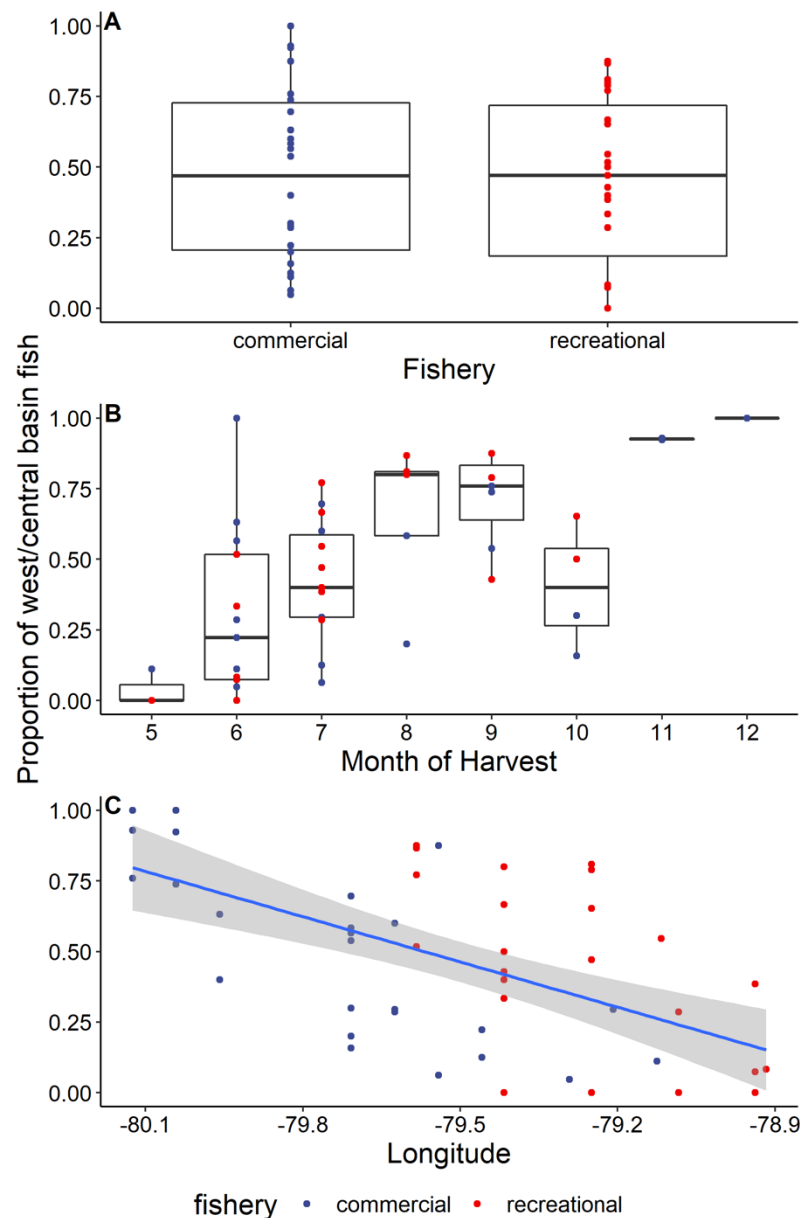 A
1.00
0.75
0.50
0.25
0.00
commercial recreational
Fishery
Proportion of west/central basin fish
B
1.00
0.75
0.50
0.25
0.00
5 6 7 8 9 10 11 12
Month of Harvest
C
1.00
0.75
0.50
0.25
0.00
-80.1 -79.8 -79.5 -79.2 -78.9
Longitude
fishery commercial recreational